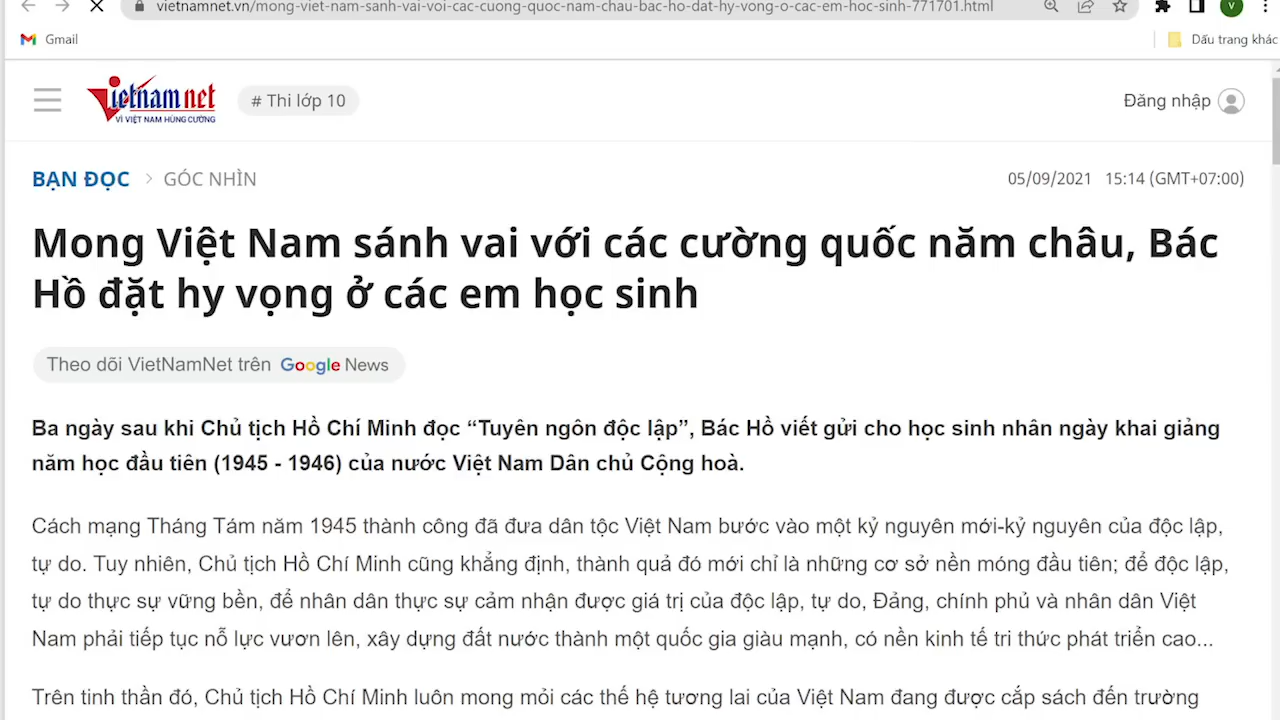 vietnamnet.vn/mong-viet-nam-sanh-vai-voi-cac-cuong-quoc-nam-chau-bac-ho-dat-hy-vong-o-cac-em-hoc-sinh-771701.html
V
Gmail
Dấu trang khác
Vietnamnet
VÌ VIỆT NAM HÙNG CƯỜNG
# Thi lớp 10
Đăng nhập
BẠN ĐỌC > GÓC NHÌN
05/09/2021 15:14 (GMT+07:00)
Mong Việt Nam sánh vai với các cường quốc năm châu, Bác
Hồ đặt hy vọng ở các em học sinh
Theo dõi VietNamNet trên Google News
Ba ngày sau khi Chủ tịch Hồ Chí Minh đọc “Tuyên ngôn độc lập”, Bác Hồ viết gửi cho học sinh nhân ngày khai giảng
năm học đầu tiên (1945 - 1946) của nước Việt Nam Dân chủ Cộng hoà.
Cách mạng Tháng Tám năm 1945 thành công đã đưa dân tộc Việt Nam bước vào một kỷ nguyên mới-kỷ nguyên của độc lập,
tự do. Tuy nhiên, Chủ tịch Hồ Chí Minh cũng khẳng định, thành quả đó mới chỉ là những cơ sở nền móng đầu tiên; để độc lập,
tự do thực sự vững bền, để nhân dân thực sự cảm nhận được giá trị của độc lập, tự do, Đảng, chính phủ và nhân dân Việt
Nam phải tiếp tục nỗ lực vươn lên, xây dựng đất nước thành một quốc gia giàu mạnh, có nền kinh tế tri thức phát triển cao...
Trên tinh thần đó, Chủ tịch Hồ Chí Minh luôn mong mỏi các thế hệ tương lai của Việt Nam đang được cắp sách đến trường